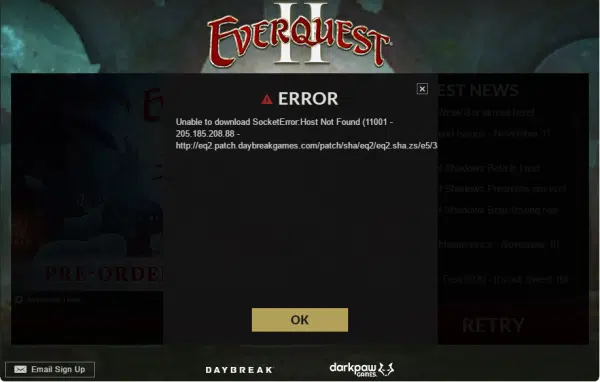 EVERQUEST
II
ERROR
EST NEWS
Unable to download SocketError:Host Not Found (11001 -
205.185.208.88 -
http://eq2.patch.daybreakgames.com/patch/sha/eq2/eq2.sha.zs/e5/3
PRE-ORDER
OK
RETRY
Email Sign Up
DAYBREAK
darkpaw
GAMES